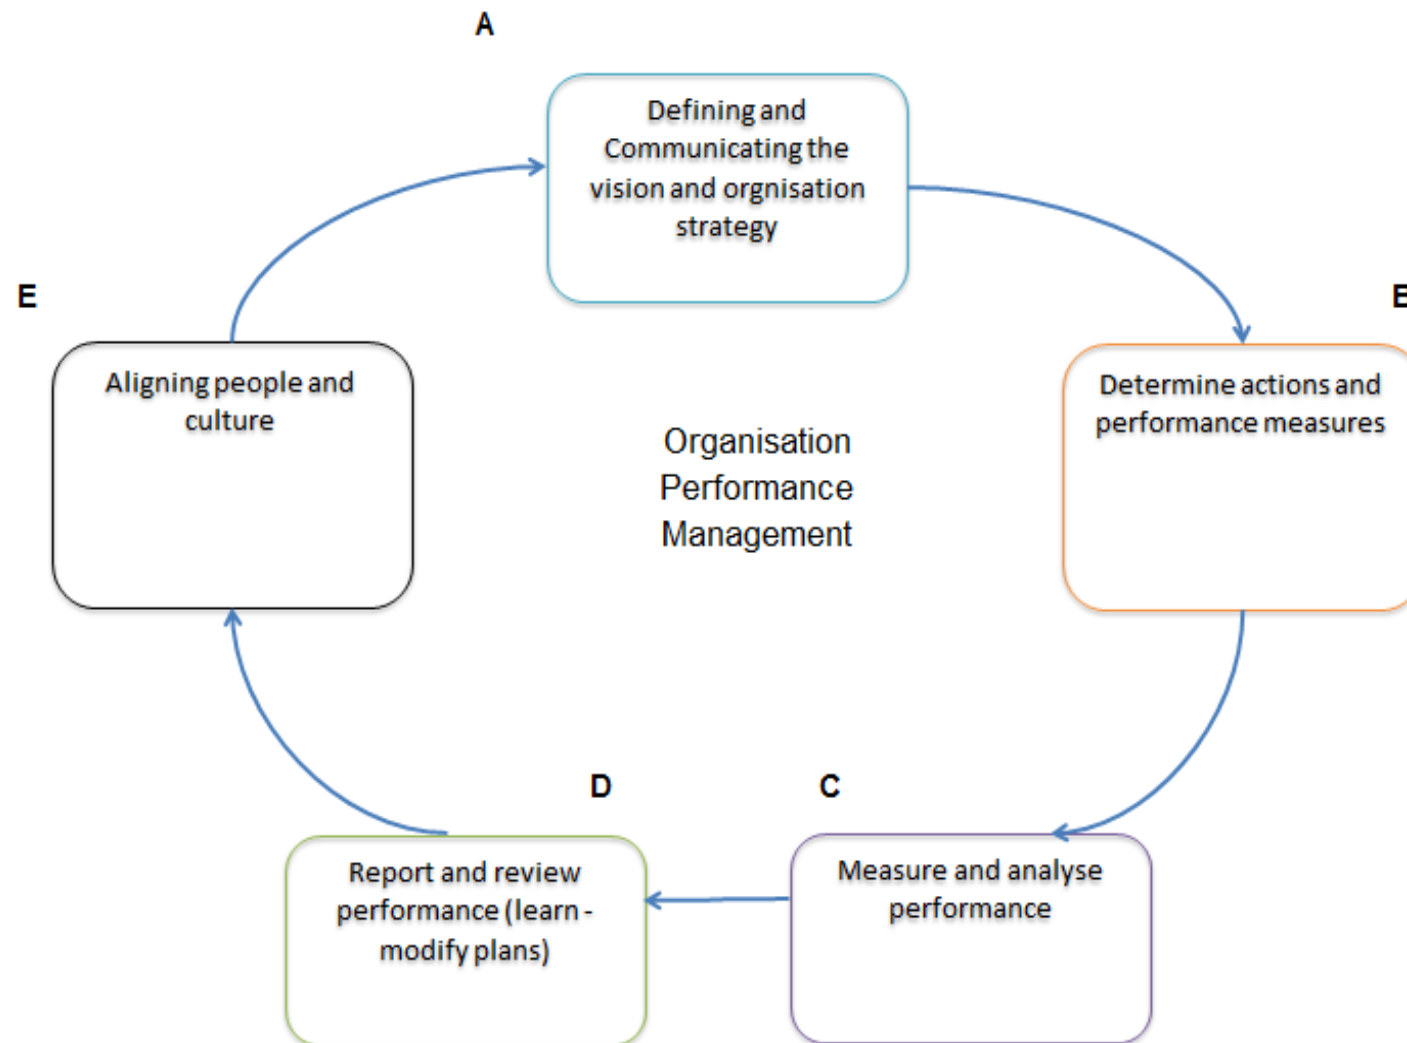 A
Defining and
Communicating the
vision and orgnisation
strategy
E
Aligning people and
culture
Organisation
Performance
Management
Determine actions and
performance measures
D
C
Report and review
performance (learn -
modify plans)
Measure and analyse
performance